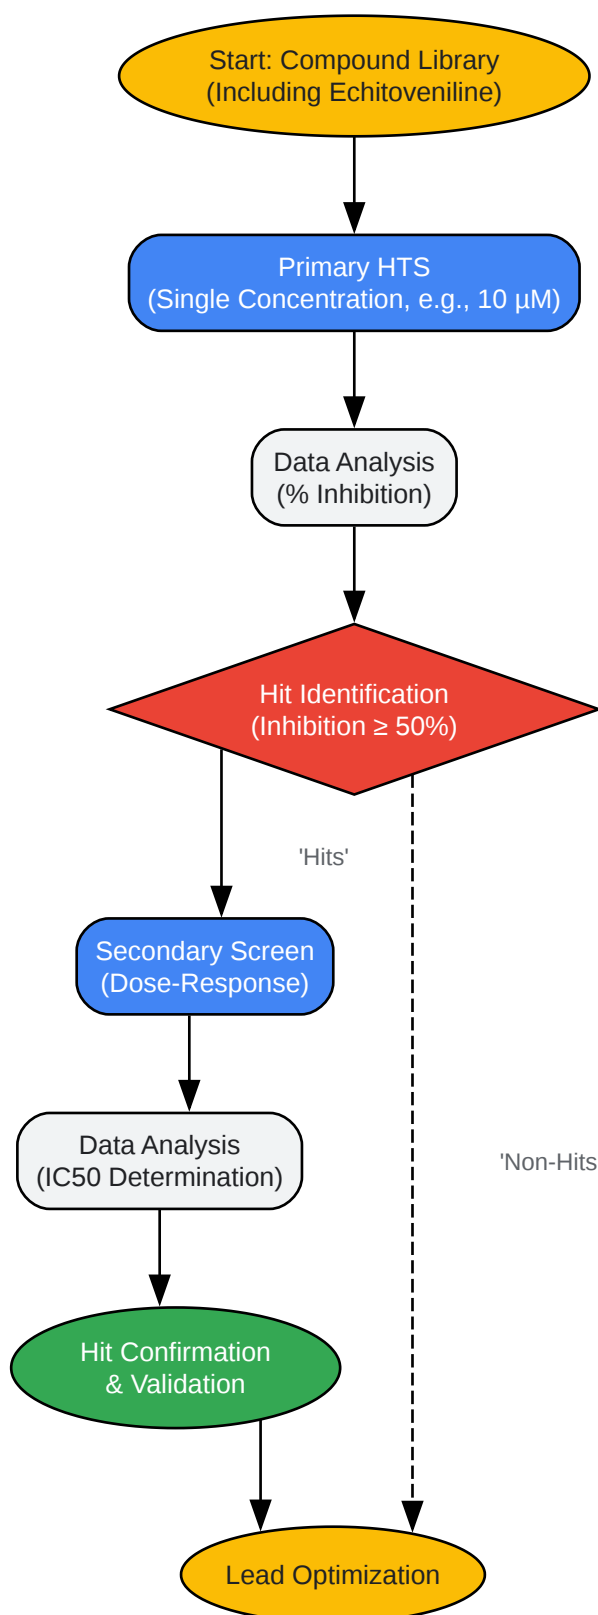 Start: Compound Library
(Including Echitoveniline)
Primary HTS
(Single Concentration, e.g., 10 µM)
Data Analysis
(% Inhibition)
Hit Identification
(Inhibition ≥ 50%)
'Hits'
Secondary Screen
(Dose-Response)
Data Analysis
(IC50 Determination)
'Non-Hits
Hit Confirmation
& Validation
Lead Optimization